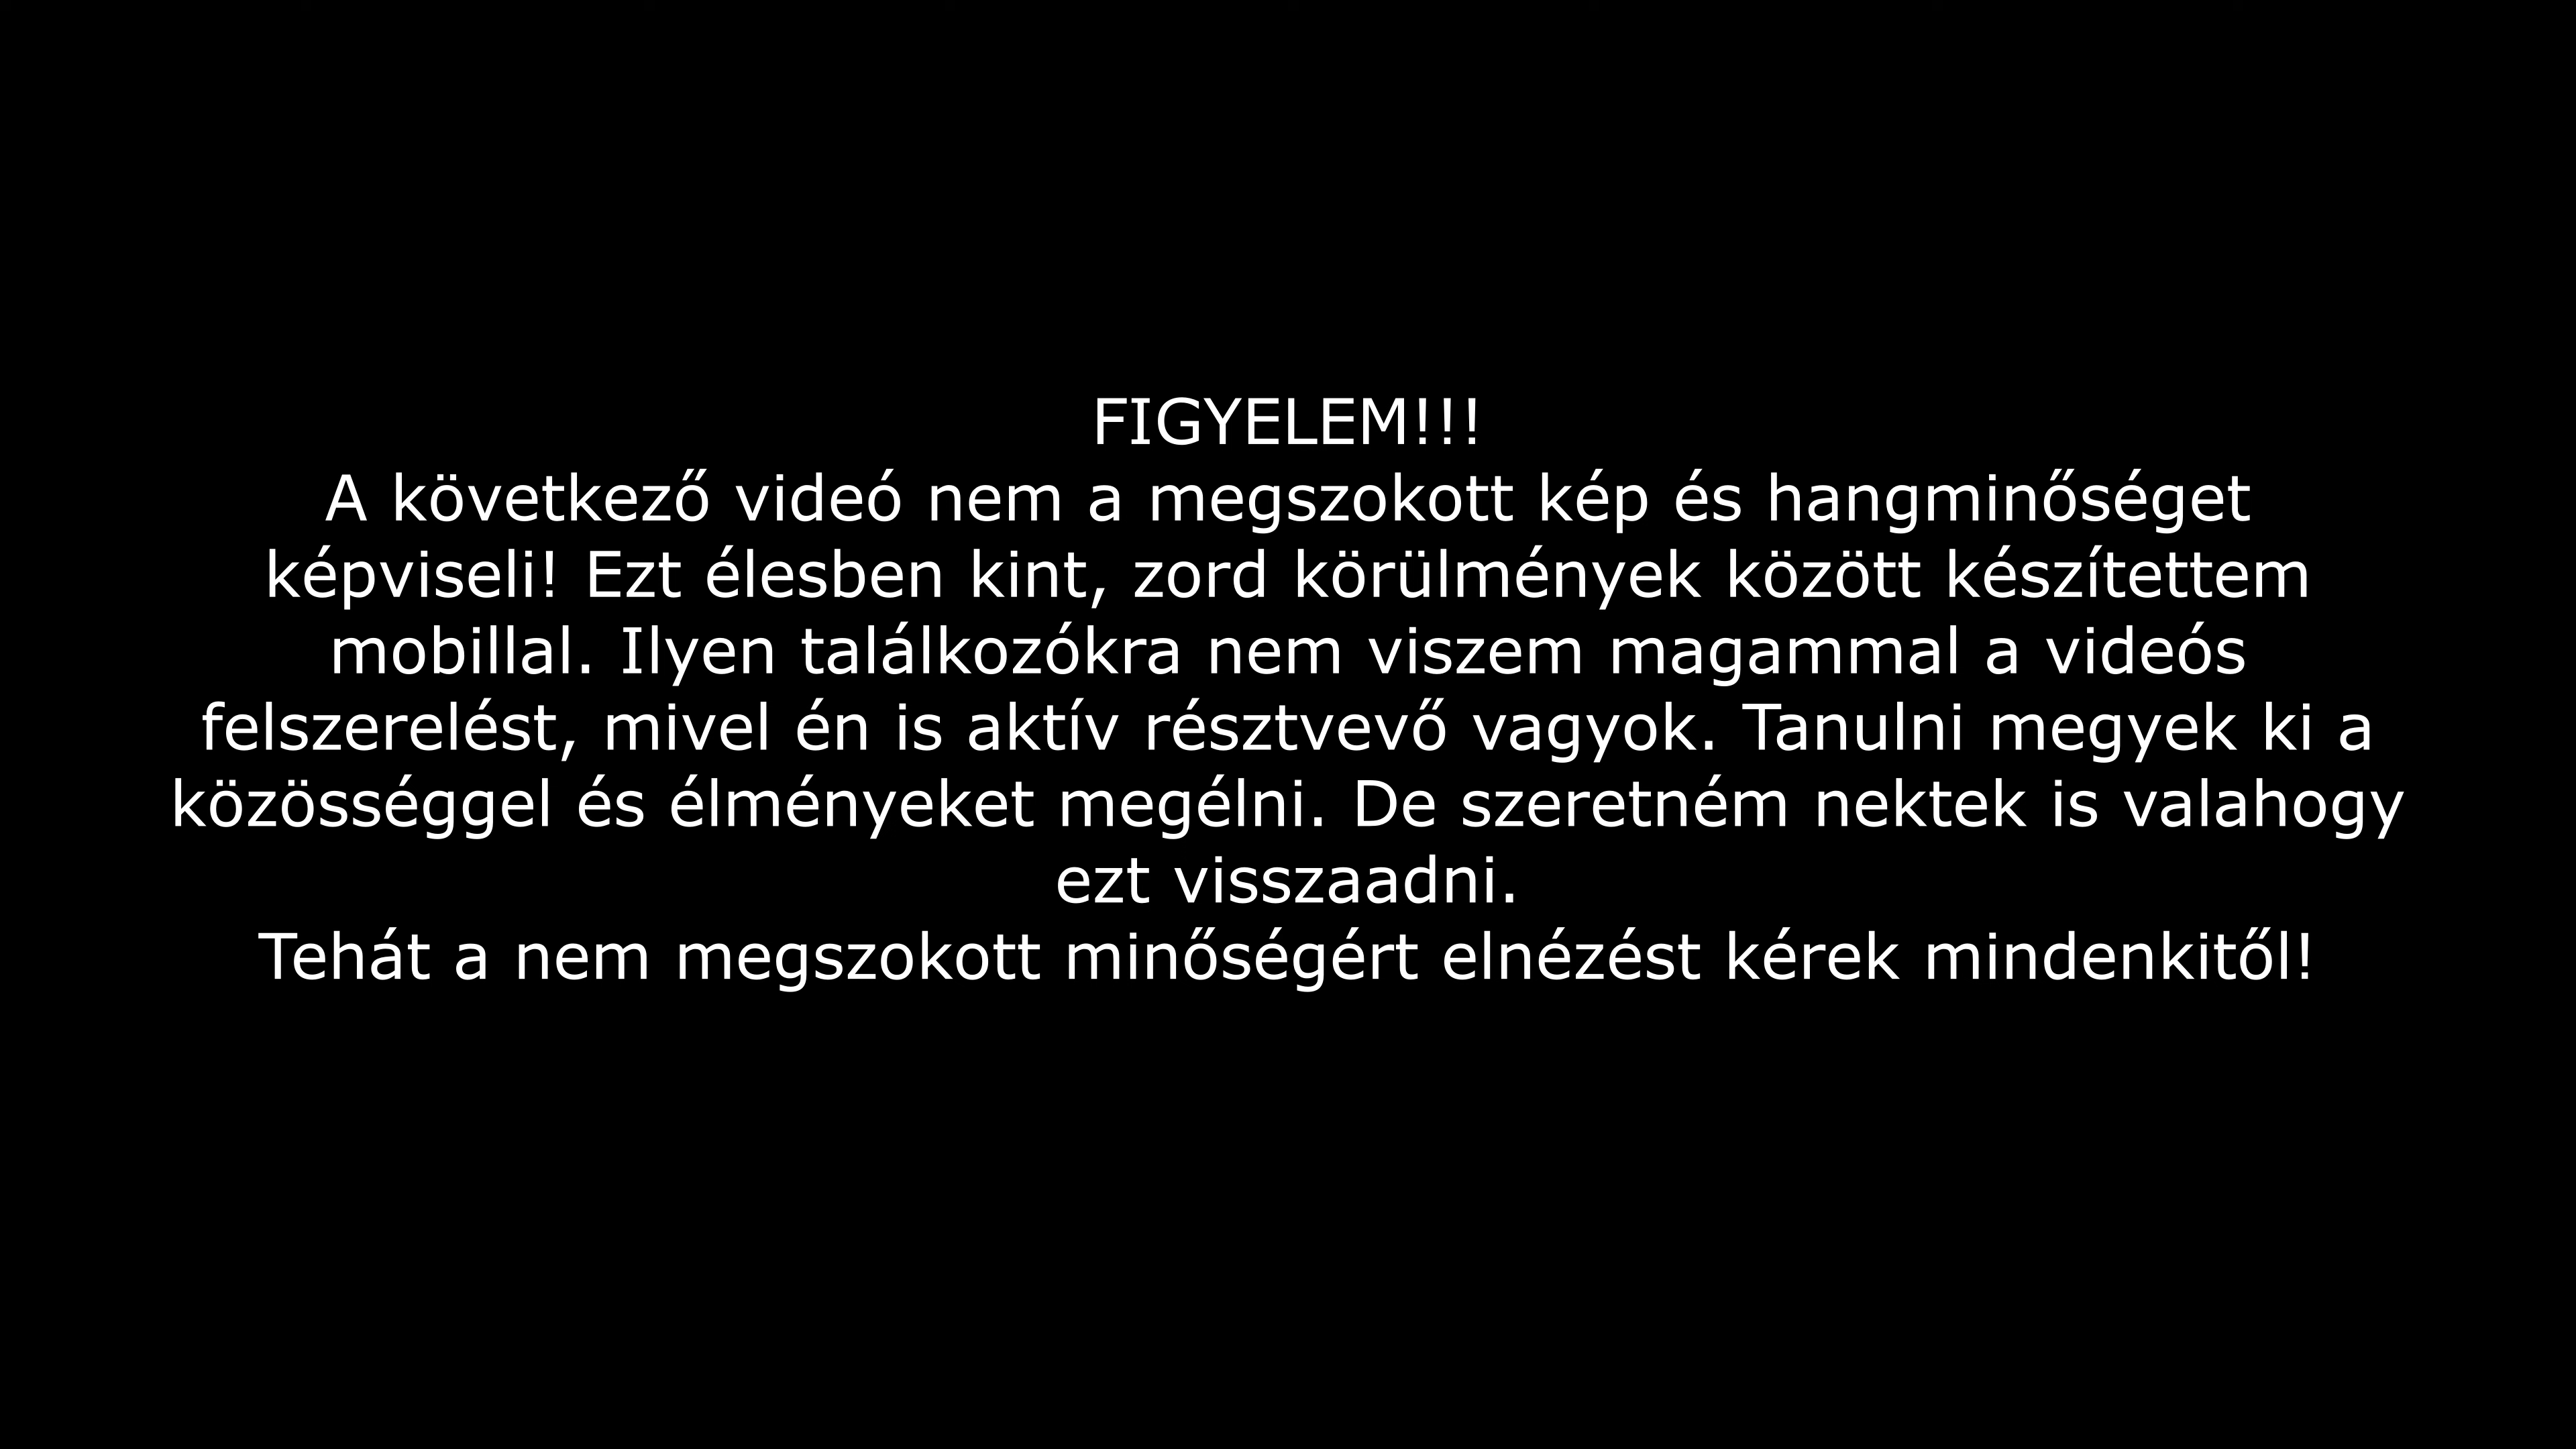 FIGYELEM!!!
A következő videó nem a megszokott kép és hangminőséget
képviseli! Ezt élesben kint, zord körülmények között készítettem
mobillal. Ilyen találkozókra nem viszem magammal a videós
felszerelést, mivel én is aktív résztvevő vagyok. Tanulni megyek ki a
közösséggel és élményeket megélni. De szeretném nektek is valahogy
ezt visszaadni.
Tehát a nem megszokott minőségért elnézést kérek mindenkitől!